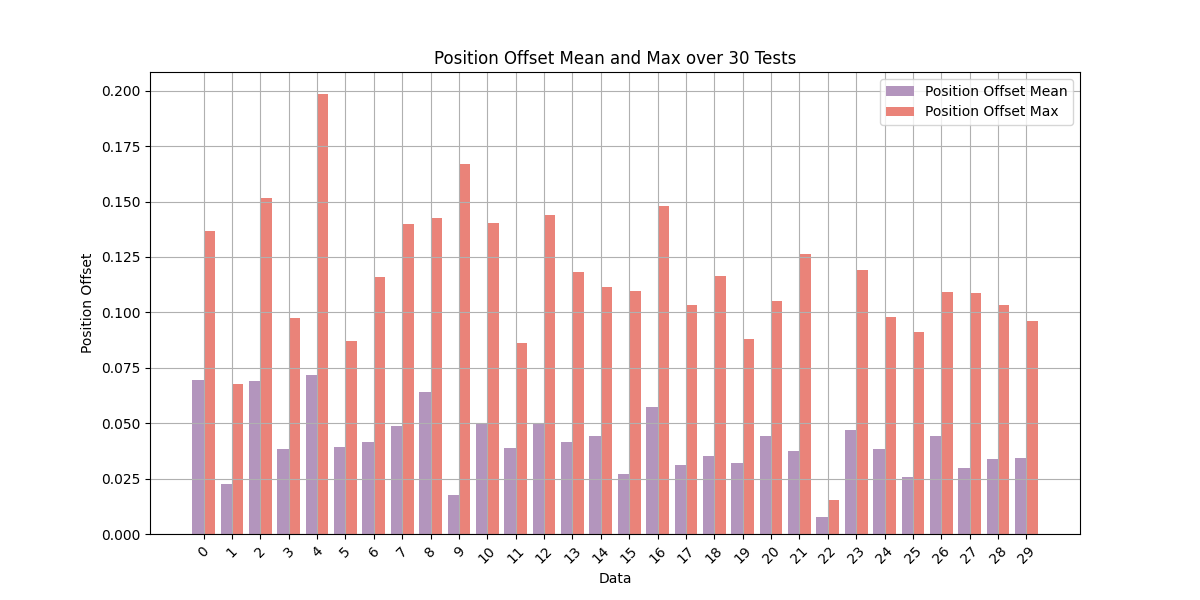 Position Offset Mean and Max over 30 Tests
Position Offset Mean
Position Offset Max
Position Offset
0.200
0.175
0.150
0.125
0.100
0.075
0.050
0.025
0.000
0 1 2 3 4 5 6 7 8 9 10 11 12 13 14 15 16 17 18 19 20 21 22 23 24 25 26 27 28 29
Data